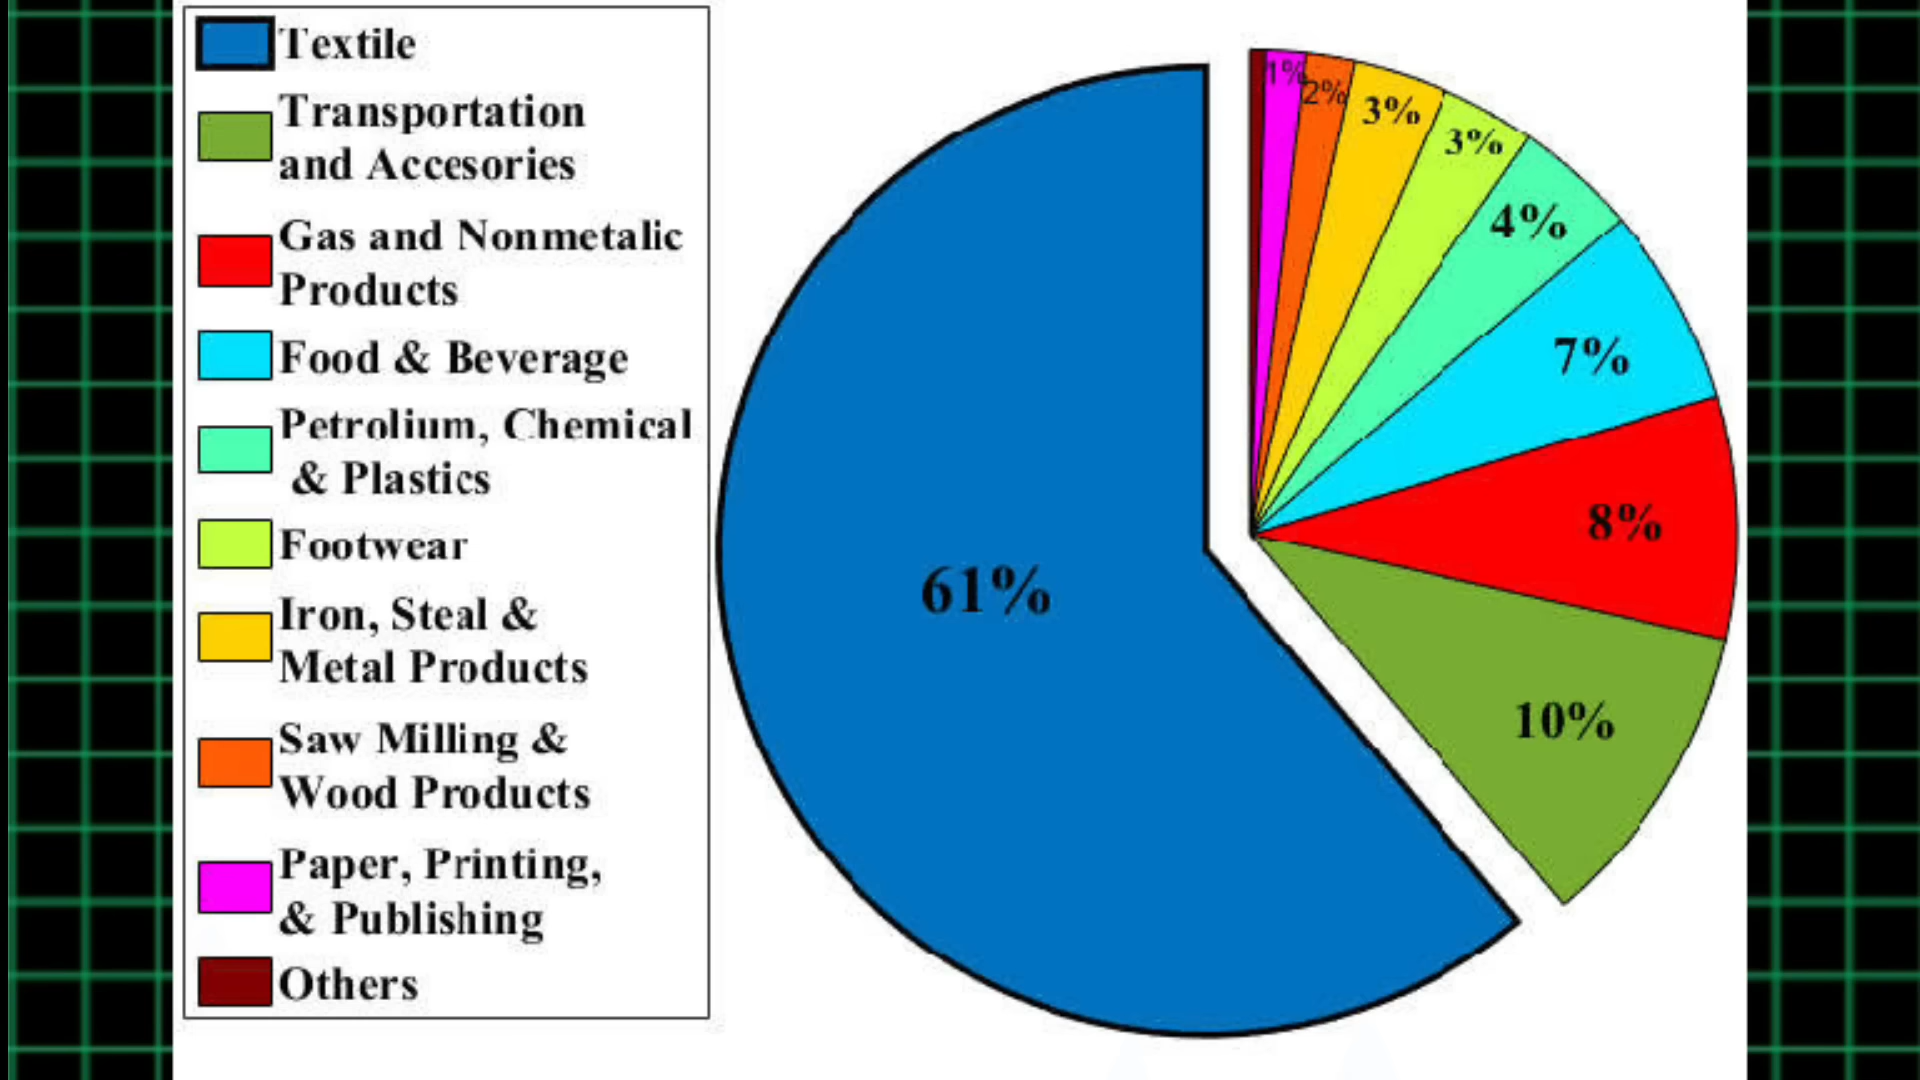 Textile
Transportation
and Accesories
Gas and Nonmetalic
Products
Food & Beverage
Petrolium, Chemical
& Plastics
Footwear
Iron, Steal &
Metal Products
Saw Milling &
Wood Products
Paper, Printing,
& Publishing
Others
1%
2%
3%
3%
4%
7%
8%
10%
61%